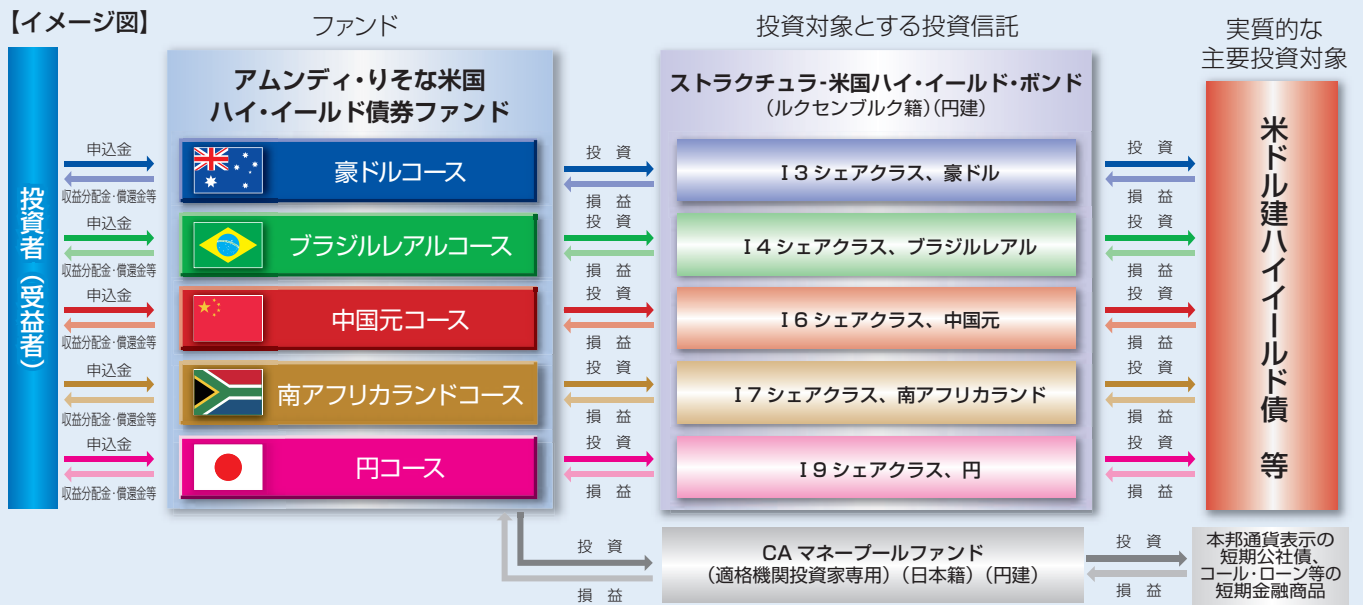 【イメージ図】
ファンド
投資対象とする投資信託
実質的な
主要投資対象
投資者（受益者）
アムンディ・りそな米国
ハイ・イールド債券ファンド
ストラクチュラ-米国ハイ・イールド・ボンド
（ルクセンブルク籍）（円建）
申込金
収益分配金・償還金等
豪ドルコース
投 資
損 益
I3シェアクラス、豪ドル
投 資
損 益
申込金
収益分配金・償還金等
ブラジルレアルコース
投 資
損 益
I4シェアクラス、ブラジルレアル
投 資
損 益
申込金
収益分配金・償還金等
中国元コース
投 資
損 益
I6シェアクラス、中国元
投 資
損 益
申込金
収益分配金・償還金等
南アフリカランドコース
投 資
損 益
I7シェアクラス、南アフリカランド
投 資
損 益
申込金
収益分配金・償還金等
円コース
投 資
損 益
I9シェアクラス、円
投 資
損 益
米ドル建ハイイールド債 等
投 資
損 益
CAマネープールファンド
（適格機関投資家専用）（日本籍）（円建）
投 資
損 益
本邦通貨表示の
短期公社債、
コール・ローン等の
短期金融商品